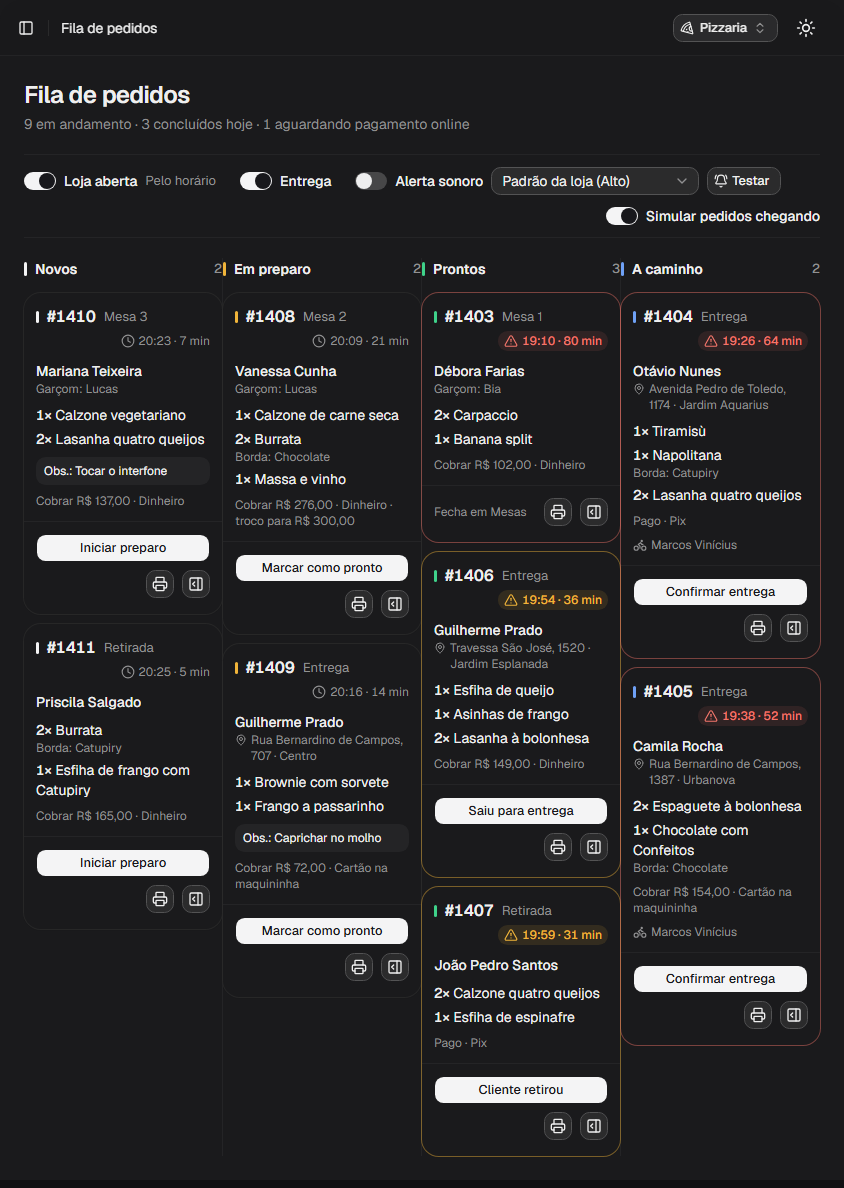 Fila de pedidos
Pizzaria
Fila de pedidos
9 em andamento · 3 concluídos hoje · 1 aguardando pagamento online
Loja aberta Pelo horário Entrega Alerta sonoro Padrão da loja (Alto) Testar
Simular pedidos chegando
Novos 2
#1410 Mesa 3
20:23 · 7 min
Mariana Teixeira
Garçom: Lucas
1× Calzone vegetariano
2× Lasanha quatro queijos
Obs.: Tocar o interfone
Cobrar R$ 137,00 · Dinheiro
Iniciar preparo
#1411 Retirada
20:25 · 5 min
Priscila Salgado
2× Burrata
Borda: Catupiry
1× Esfiha de frango com
Catupiry
Cobrar R$ 165,00 · Dinheiro
Iniciar preparo
Em preparo 2
#1408 Mesa 2
20:09 · 21 min
Vanessa Cunha
Garçom: Lucas
1× Calzone de carne seca
2× Burrata
Borda: Chocolate
1× Massa e vinho
Cobrar R$ 276,00 · Dinheiro ·
troco para R$ 300,00
Marcar como pronto
#1409 Entrega
20:16 · 14 min
Guilherme Prado
Rua Bernardino de Campos,
707 · Centro
1× Brownie com sorvete
1× Frango a passarinho
Obs.: Caprichar no molho
Cobrar R$ 72,00 · Cartão na
maquininha
Marcar como pronto
Prontos 3
#1403 Mesa 1
19:10 · 80 min
Débora Farias
Garçom: Bia
2× Carpaccio
1× Banana split
Cobrar R$ 102,00 · Dinheiro
Fecha em Mesas
#1406 Entrega
19:54 · 36 min
Guilherme Prado
Travessa São José, 1520 ·
Jardim Esplanada
1× Esfiha de queijo
1× Asinhas de frango
2× Lasanha à bolonhesa
Cobrar R$ 149,00 · Dinheiro
Saiu para entrega
#1407 Retirada
19:59 · 31 min
João Pedro Santos
2× Calzone quatro queijos
1× Esfiha de espinafre
Pago · Pix
Cliente retirou
A caminho 2
#1404 Entrega
19:26 · 64 min
Otávio Nunes
Avenida Pedro de Toledo,
1174 · Jardim Aquarius
1× Tiramisù
1× Napolitana
Borda: Catupiry
2× Lasanha quatro queijos
Pago · Pix
Marcos Vinícius
Confirmar entrega
#1405 Entrega
19:38 · 52 min
Camila Rocha
Rua Bernardino de Campos,
1387 · Urbanova
2× Espaguete à bolonhesa
1× Chocolate com
Confeitos
Borda: Chocolate
Cobrar R$ 154,00 · Cartão na
maquininha
Marcos Vinícius
Confirmar entrega